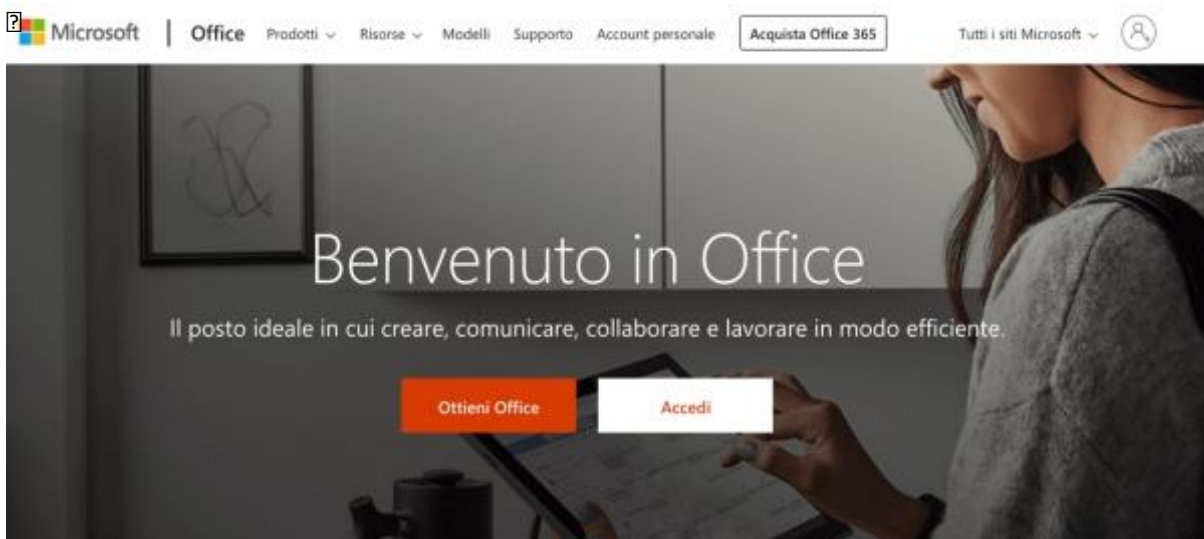 Microsoft | Office Prodotti Risorse Modelli Supporto Account personale Acquista Office 365 Tutti i siti Microsoft
Benvenuto in Office
Il posto ideale in cui creare, comunicare, collaborare e lavorare in modo efficiente.
Ottieni Office Accedi